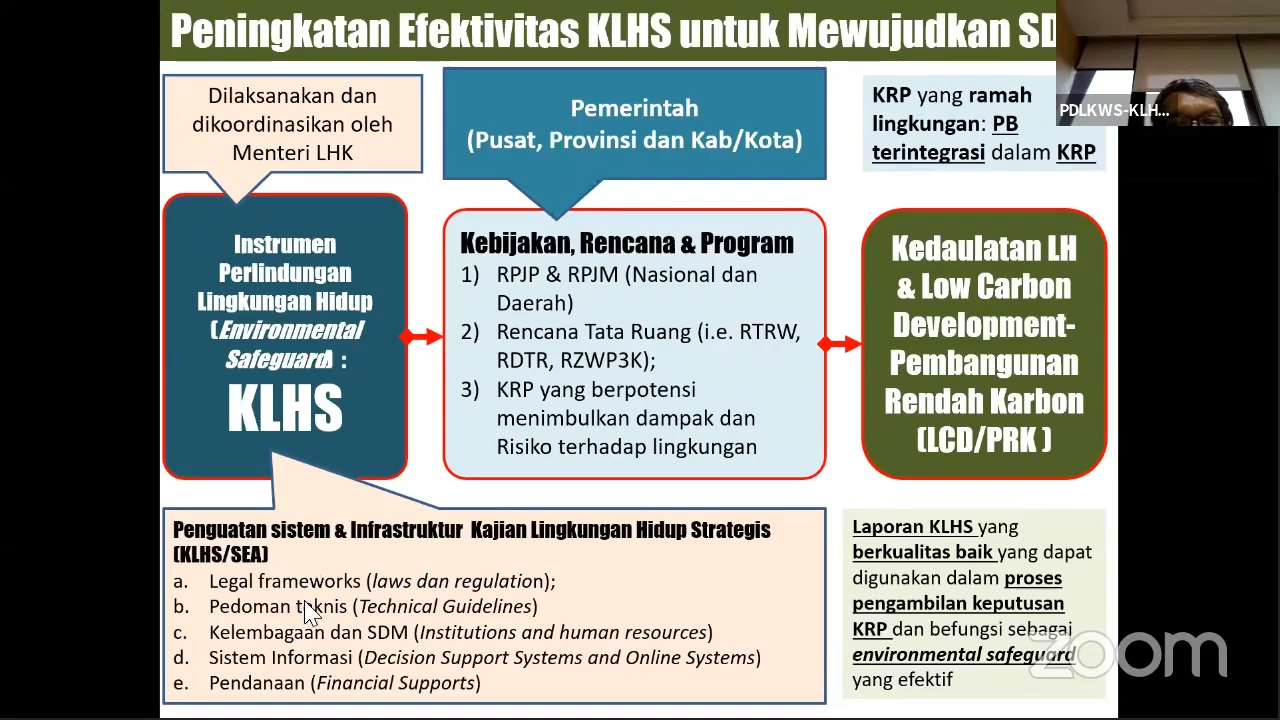 Peningkatan Efektivitas KLHS untuk Mewujudkan SD
Dilaksanakan dan
dikoordinasikan oleh
Menteri LHK
Pemerintah
(Pusat, Provinsi dan Kab/Kota)
KRP yang ramah
lingkungan: PB
terintegrasi dalam KRP
PDLKWS-KLH...
Instrumen
Perlindungan
Lingkungan Hidup
(Environmental
Safeguard) :
KLHS
Kebijakan, Rencana & Program
1) RPJP & RPJM (Nasional dan
Daerah)
2) Rencana Tata Ruang (i.e. RTRW,
RDTR, RZWP3K);
3) KRP yang berpotensi
menimbulkan dampak dan
Risiko terhadap lingkungan
Kedaulatan LH
& Low Carbon
Development-
Pembangunan
Rendah Karbon
(LCD/PRK )
Penguatan sistem & Infrastruktur Kajian Lingkungan Hidup Strategis
(KLHS/SEA)
a. Legal frameworks (laws dan regulation);
b. Pedoman teknis (Technical Guidelines)
c. Kelembagaan dan SDM (Institutions and human resources)
d. Sistem Informasi (Decision Support Systems and Online Systems)
e. Pendanaan (Financial Supports)
Laporan KLHS yang
berkualitas baik yang dapat
digunakan dalam proses
pengambilan keputusan
KRP dan befungsi sebagai
environmental safeguard
yang efektif
zoom